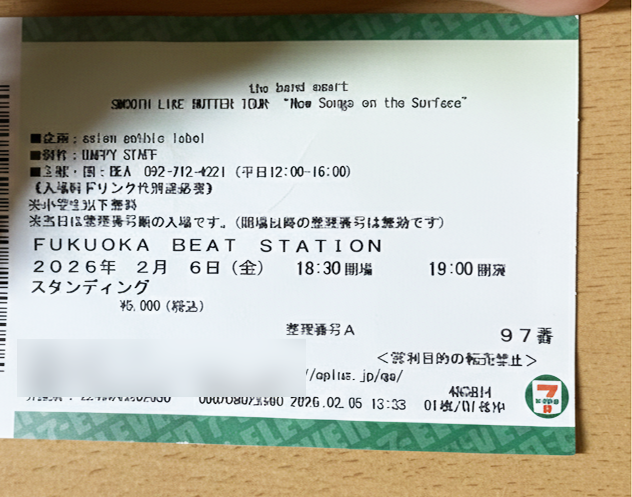 the band apart
SMOOTH LIKE BUTTER TOUR "New Songs on the Surface"
■企画:asian gothic label
■制作:UNITY STAFF
■主催・問:BEA 092-712-4221 (平日12:00-16:00)
《入場時ドリンク代別途必要》
※小学生以下無料
※当日は整理番号順の入場です。(開場以降の整理番号は無効です)
FUKUOKA BEAT STATION
2026年 2月 6日(金) 18:30開場 19:00開演
スタンディング
¥5,000(税込)
整理番号A 97番
<営利目的の転売禁止>
//eplus.jp/qa/
2026.02.05 13:33
7-ELEVEN